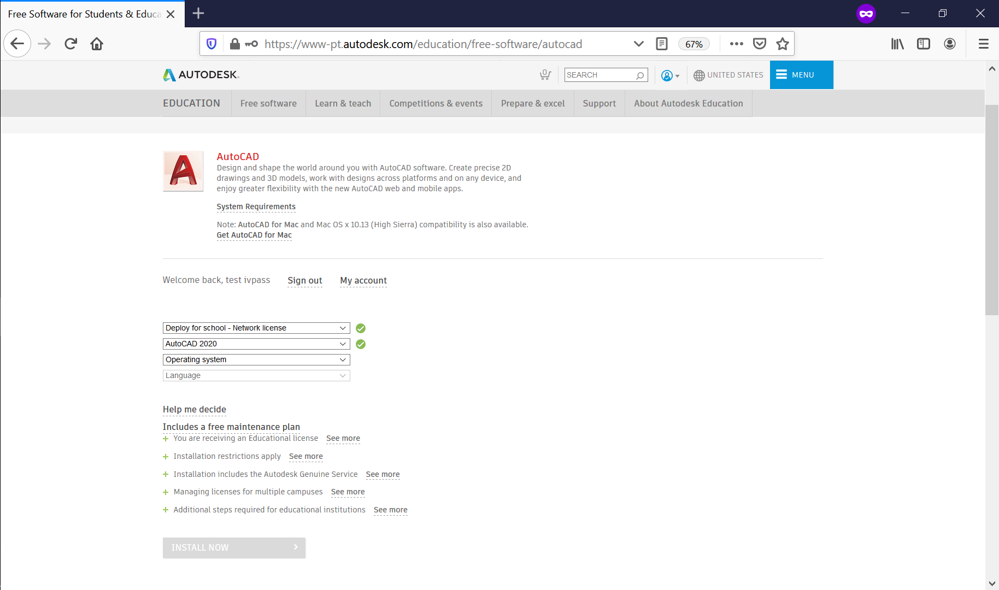 Free Software for Students & Educa
https://www-pt.autodesk.com/education/free-software/autocad
67%
AUTODESK.
0
SEARCH
UNITED STATES
MENU
EDUCATION
Free software
Learn & teach
Competitions & events
Prepare & excel
Support
About Autodesk Education
AutoCAD
Design and shape the world around you with AutoCAD software. Create precise 2D
drawings and 3D models, work with designs across platforms and on any device, and
enjoy greater flexibility with the new AutoCAD web and mobile apps.
System Requirements
Note: AutoCAD for Mac and Mac OS x 10.13 (High Sierra) compatibility is also available.
Get AutoCAD for Mac
Welcome back, test ivpass
Sign out
My account
Deploy for school - Network license
AutoCAD 2020
Operating system
Language
Help me decide
Includes a free maintenance plan
+ You are receiving an Educational license See more
+ Installation restrictions apply See more
+ Installation includes the Autodesk Genuine Service See more
+ Managing licenses for multiple campuses See more
+ Additional steps required for educational institutions See more
INSTALL NOW